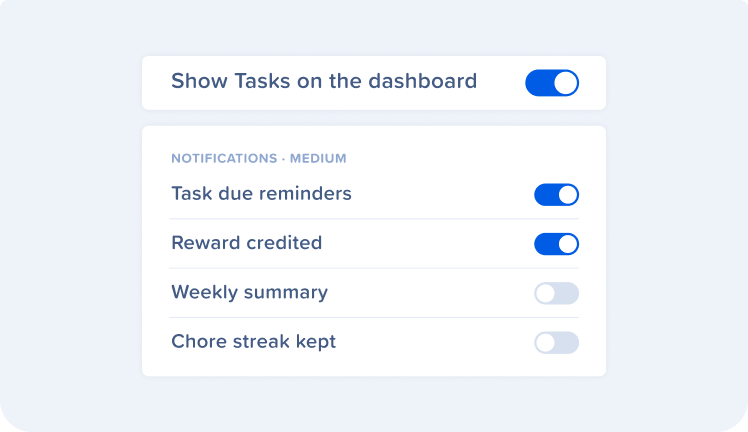 Show Tasks on the dashboard
NOTIFICATIONS · MEDIUM
Task due reminders
Reward credited
Weekly summary
Chore streak kept